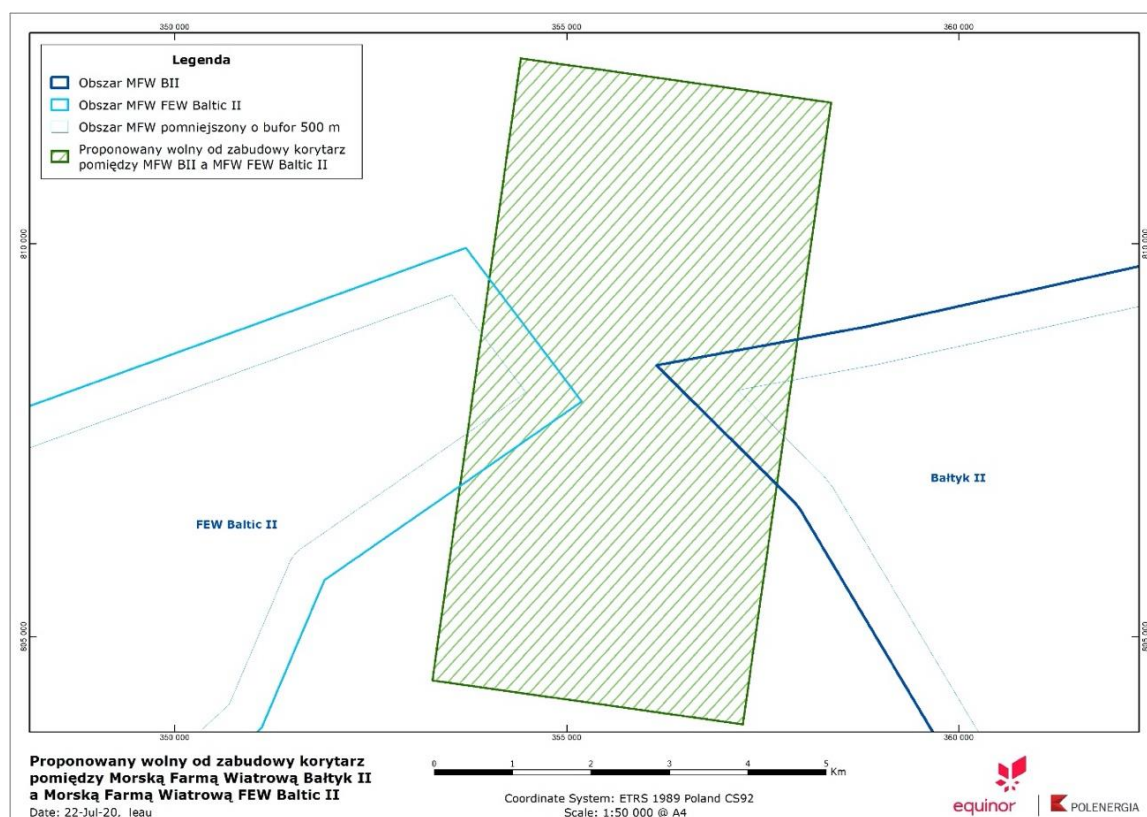 350 000
355 000
360 000
Legenda
Obszar MFW BII
Obszar MFW FEW Baltic II
Obszar MFW pomniejszony o bufor 500 m
Proponowany wolny od zabudowy korytarz
pomiędzy MFW BII a MFW FEW Baltic II
810 000
810 000
Bałtyk II
FEW Baltic II
805 000
805 000
350 000
355 000
360 000
Proponowany wolny od zabudowy korytarz
pomiędzy Morską Farmą Wiatrową Bałtyk II
a Morską Farmą Wiatrową FEW Baltic II
Date: 22-Jul-20, leau
0 1 2 3 4 5
Km
Coordinate System: ETRS 1989 Poland CS92
Scale: 1:50 000 @ A4
equinor
POLENERGIA